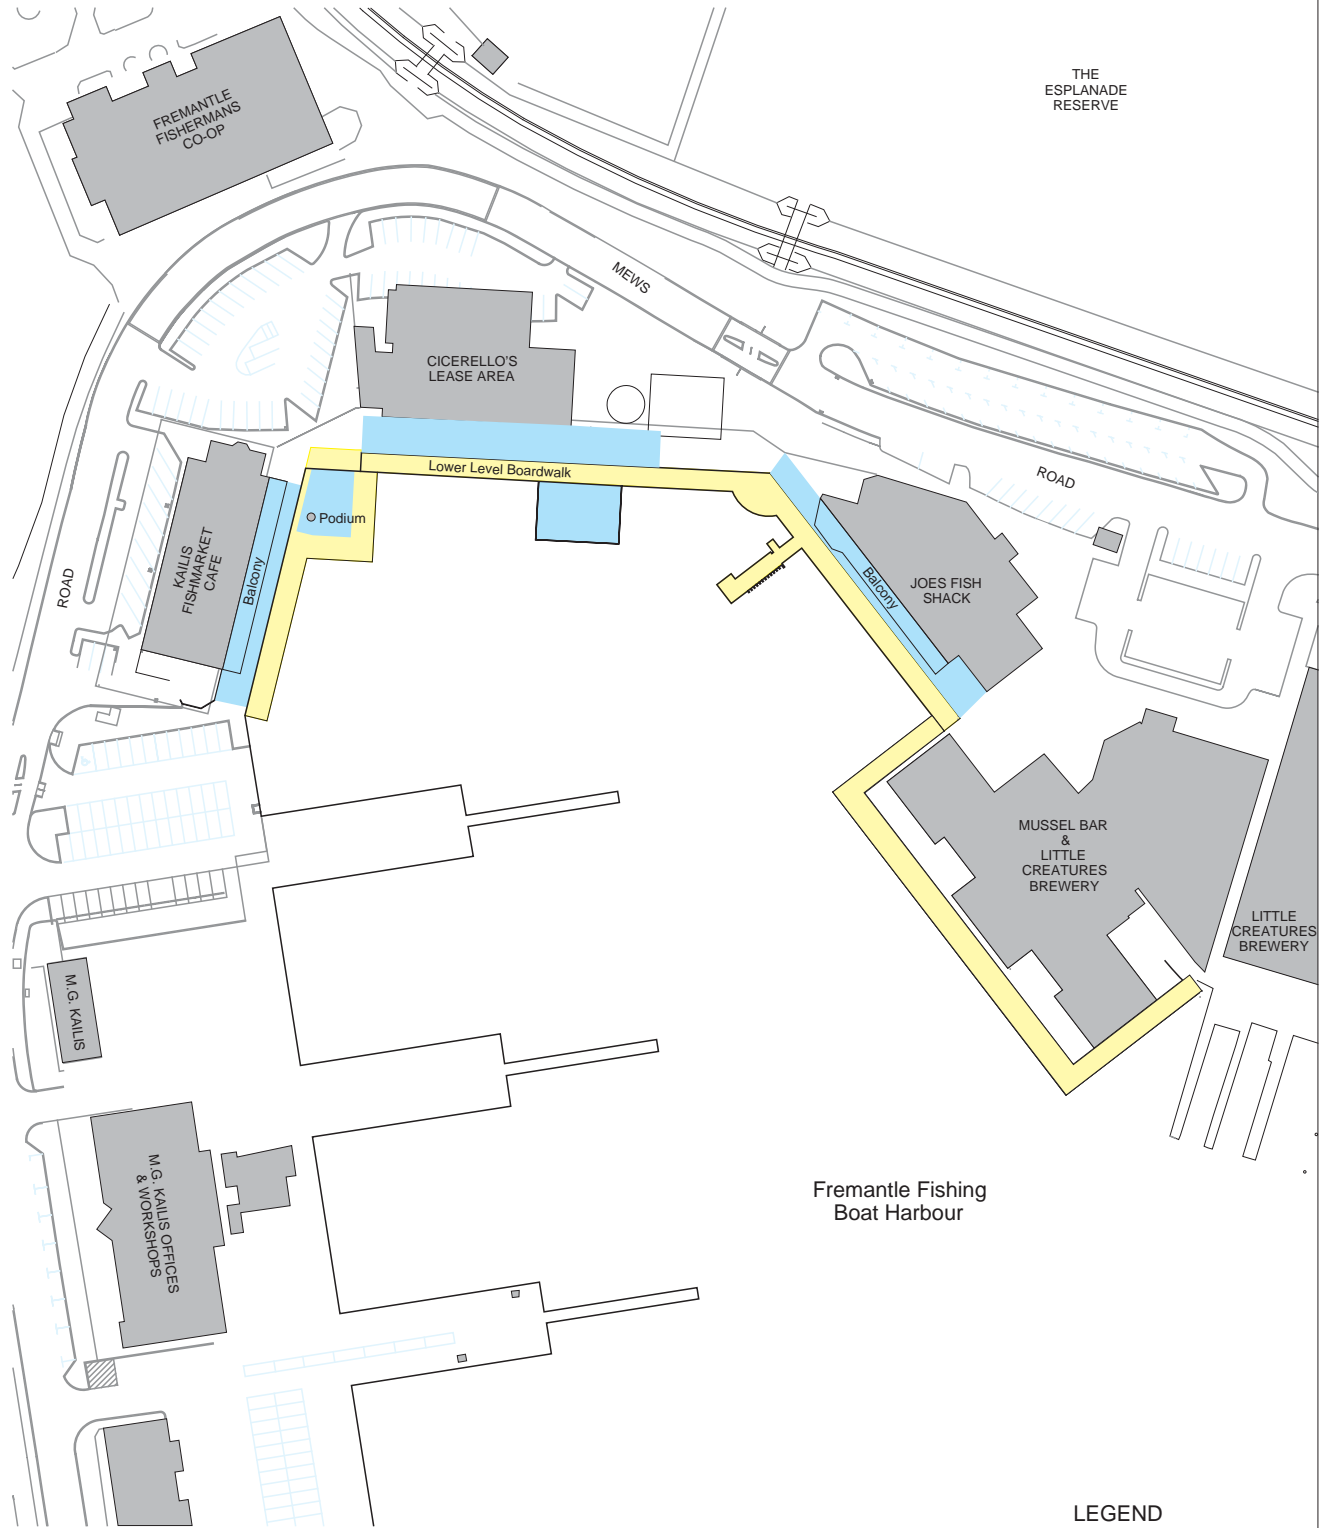 THE
ESPLANADE
RESERVE
FREMANTLE
FISHERMANS
CO-OP
MEWS
CICERELLO'S
LEASE AREA
ROAD
Lower Level Boardwalk
Podium
KAILIS
FISHMARKET
CAFE
Balcony
ROAD
Balcony
JOES FISH
SHACK
MUSSEL BAR
&
LITTLE
CREATURES
BREWERY
LITTLE
CREATURES
BREWERY
M.G. KAILIS
M.G. KAILIS OFFICES
& WORKSHOPS
Fremantle Fishing
Boat Harbour
LEGEND